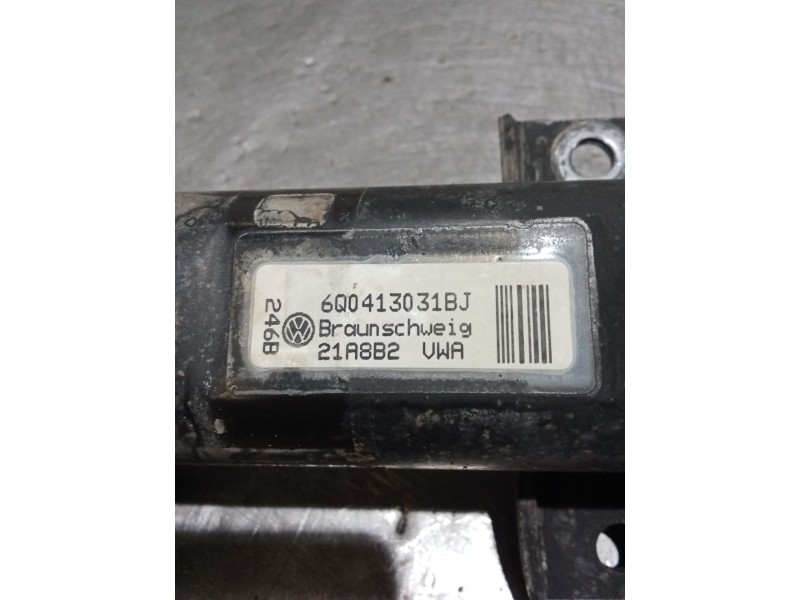 246B
6Q0413031BJ
Braunschweig
21A8B2 VWA